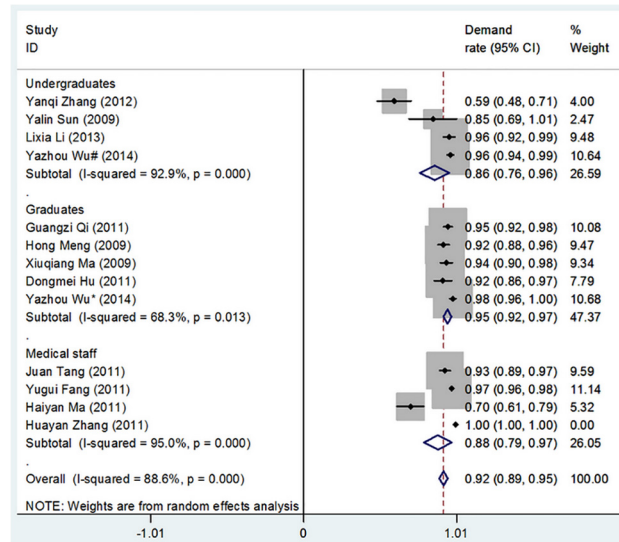 Study Demand %
ID rate (95% CI) Weight
Undergraduates
Yanqi Zhang (2012) 0.59 (0.48, 0.71) 4.00
Yalin Sun (2009) 0.85 (0.69, 1.01) 2.47
Lixia Li (2013) 0.96 (0.92, 0.99) 9.48
Yazhou Wu# (2014) 0.96 (0.94, 0.99) 10.64
Subtotal (I-squared = 92.9%, p = 0.000) 0.86 (0.76, 0.96) 26.59
.
Graduates
Guangzi Qi (2011) 0.95 (0.92, 0.98) 10.08
Hong Meng (2009) 0.92 (0.88, 0.96) 9.47
Xiuqiang Ma (2009) 0.94 (0.90, 0.98) 9.34
Dongmei Hu (2011) 0.92 (0.86, 0.97) 7.79
Yazhou Wu* (2014) 0.98 (0.96, 1.00) 10.68
Subtotal (I-squared = 68.3%, p = 0.013) 0.95 (0.92, 0.97) 47.37
.
Medical staff
Juan Tang (2011) 0.93 (0.89, 0.97) 9.59
Yugui Fang (2011) 0.97 (0.96, 0.98) 11.14
Haiyan Ma (2011) 0.70 (0.61, 0.79) 5.32
Huayan Zhang (2011) 1.00 (1.00, 1.00) 0.00
Subtotal (I-squared = 95.0%, p = 0.000) 0.88 (0.79, 0.97) 26.05
.
Overall (I-squared = 88.6%, p = 0.000) 0.92 (0.89, 0.95) 100.00
NOTE: Weights are from random effects analysis
-1.01 0 1.01